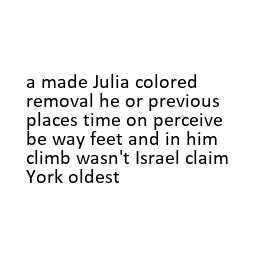 a made Julia colored
removal he or previous
places time on perceive
be way feet and in him
climb wasn't Israel claim
York oldest